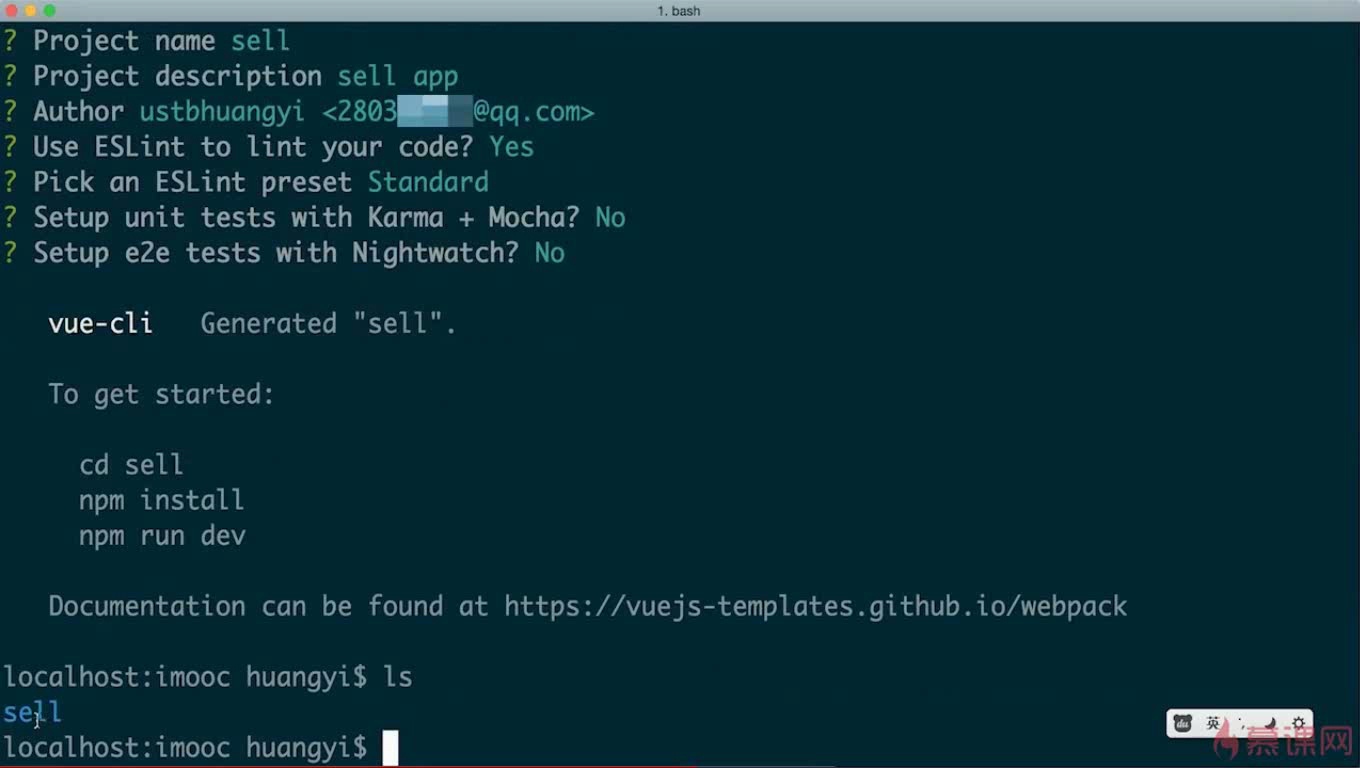 1. bash
? Project name sell
? Project description sell app
? Author ustbhuangyi <2803@qq.com>
? Use ESLint to lint your code? Yes
? Pick an ESLint preset Standard
? Setup unit tests with Karma + Mocha? No
? Setup e2e tests with Nightwatch? No
vue-cli Generated "sell".
To get started:
cd sell
npm install
npm run dev
Documentation can be found at https://vuejs-templates.github.io/webpack
localhost:imooc huangyi$ ls
sell
localhost:imooc huangyi$
du 英
慕课网